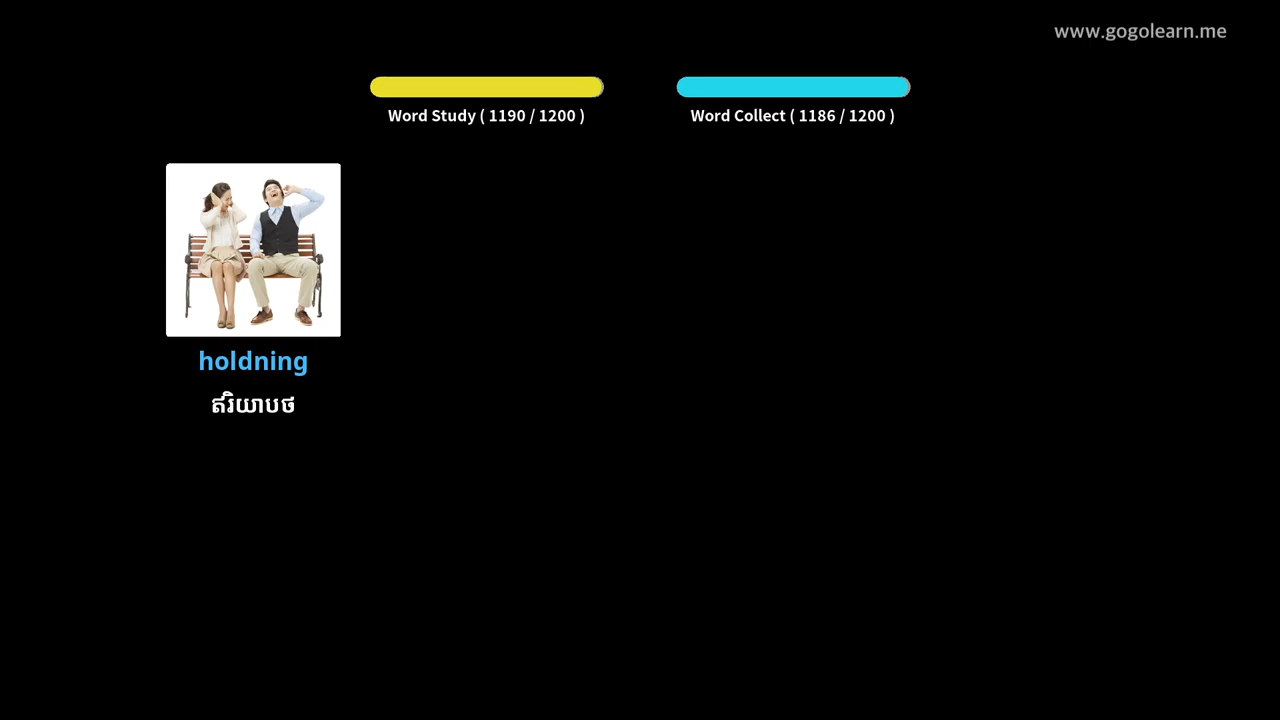 www.gogolearn.me
Word Study ( 1190 / 1200 )
Word Collect ( 1186 / 1200 )
holdning
ឥរិយាបថ